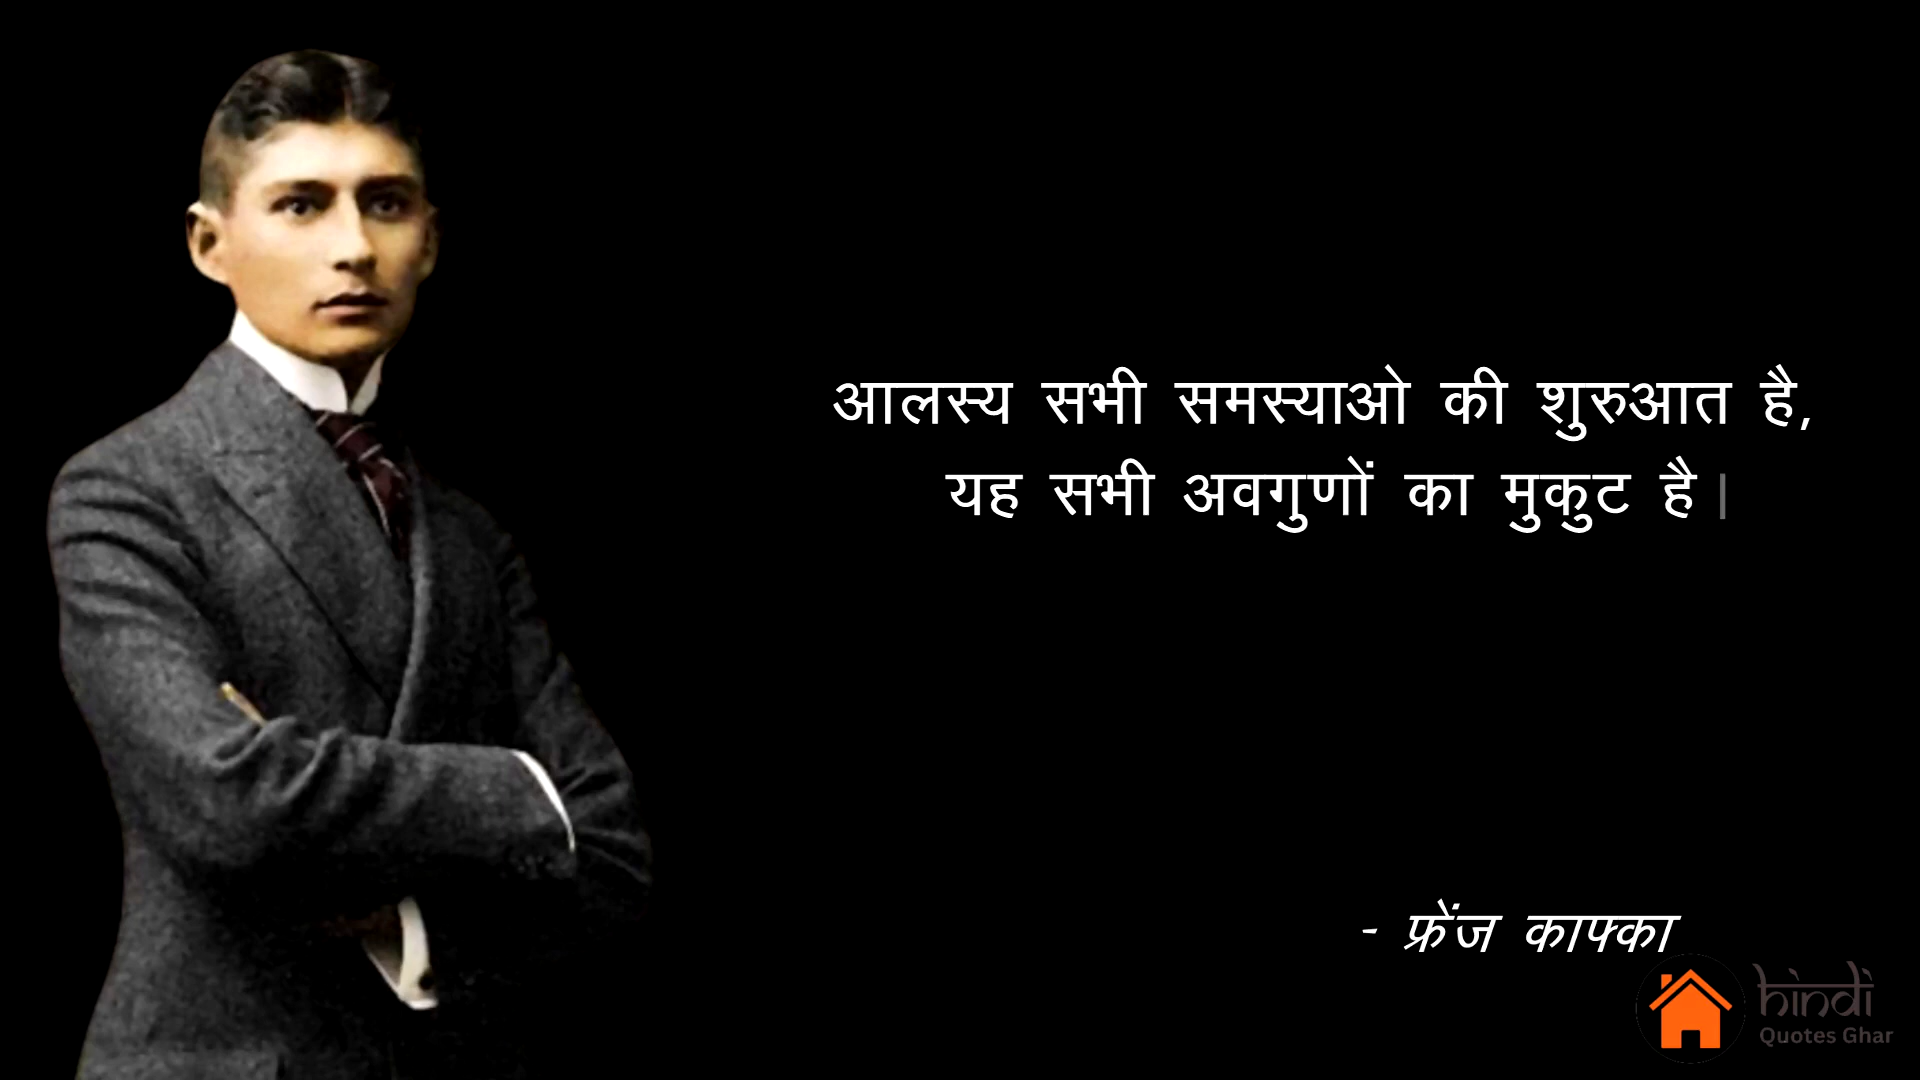 आलस्य सभी समस्याओ की शुरुआत है,
यह सभी अवगुणों का मुकुट है |
- फ्रेंज काफ्का
hindi
Quotes Ghar